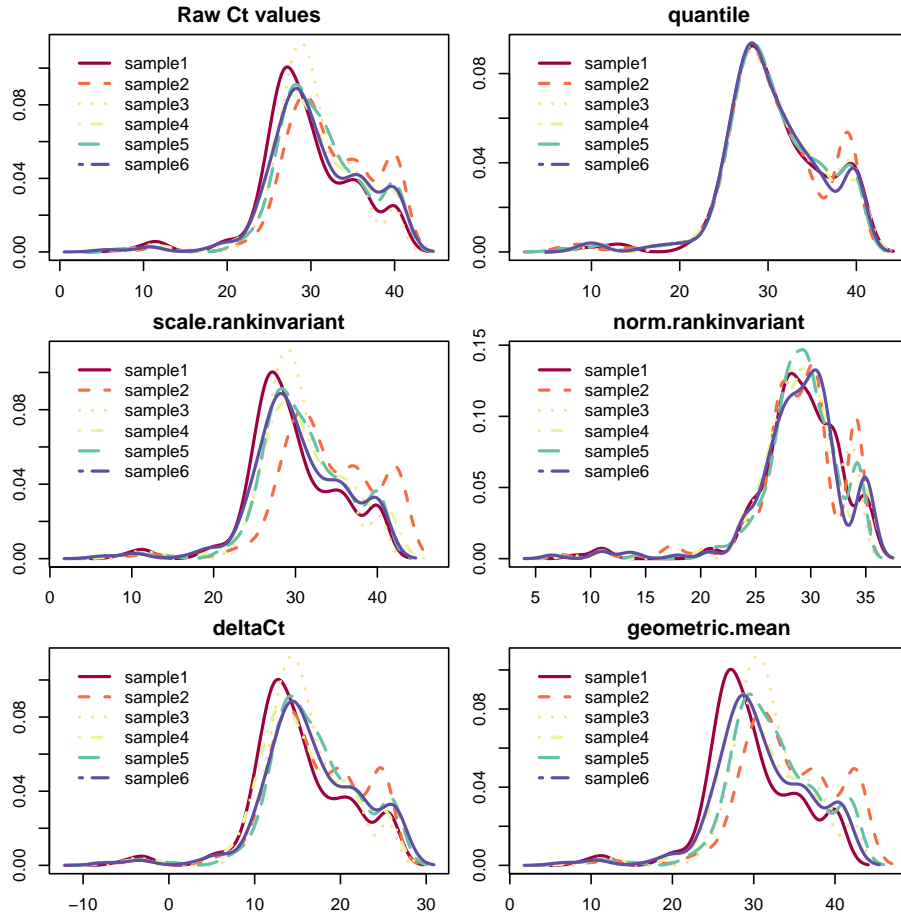 Raw Ct values
sample1
sample2
sample3
sample4
sample5
sample6
0.00
0.04
0.08
0
10
20
30
40
quantile
sample1
sample2
sample3
sample4
sample5
sample6
0.00
0.04
0.08
10
20
30
40
scale.rankinvariant
sample1
sample2
sample3
sample4
sample5
sample6
0.00
0.04
0.08
0
10
20
30
40
norm.rankinvariant
sample1
sample2
sample3
sample4
sample5
sample6
0.00
0.05
0.10
0.15
5
10
15
20
25
30
35
deltaCt
sample1
sample2
sample3
sample4
sample5
sample6
0.00
0.04
0.08
−10
0
10
20
30
geometric.mean
sample1
sample2
sample3
sample4
sample5
sample6
0.00
0.04
0.08
0
10
20
30
40